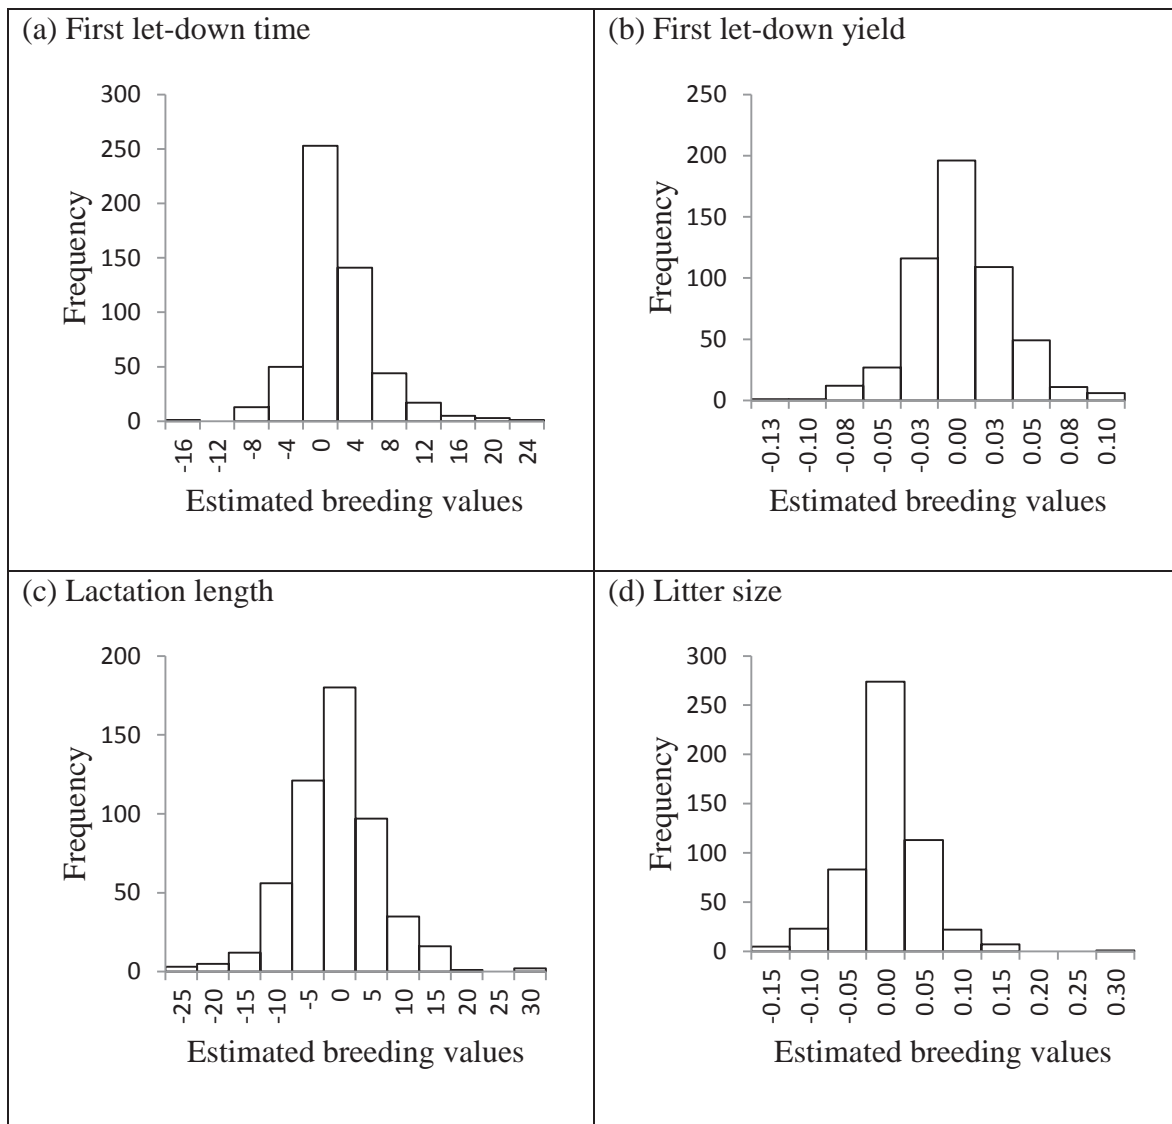 (a) First let-down time
300
250
200
150
100
50
0
Frequency
-16 -12 -8 -4 0 4 8 12 16 20 24
Estimated breeding values
(b) First let-down yield
250
200
150
100
50
0
Frequency
-0.13 -0.10 -0.08 -0.05 -0.03 0.00 0.03 0.05 0.08 0.10
Estimated breeding values
(c) Lactation length
200
150
100
50
0
Frequency
-25 -20 -15 -10 -5 0 5 10 15 20 25 30
Estimated breeding values
(d) Litter size
300
250
200
150
100
50
0
Frequency
-0.15 -0.10 -0.05 0.00 0.05 0.10 0.15 0.20 0.25 0.30
Estimated breeding values